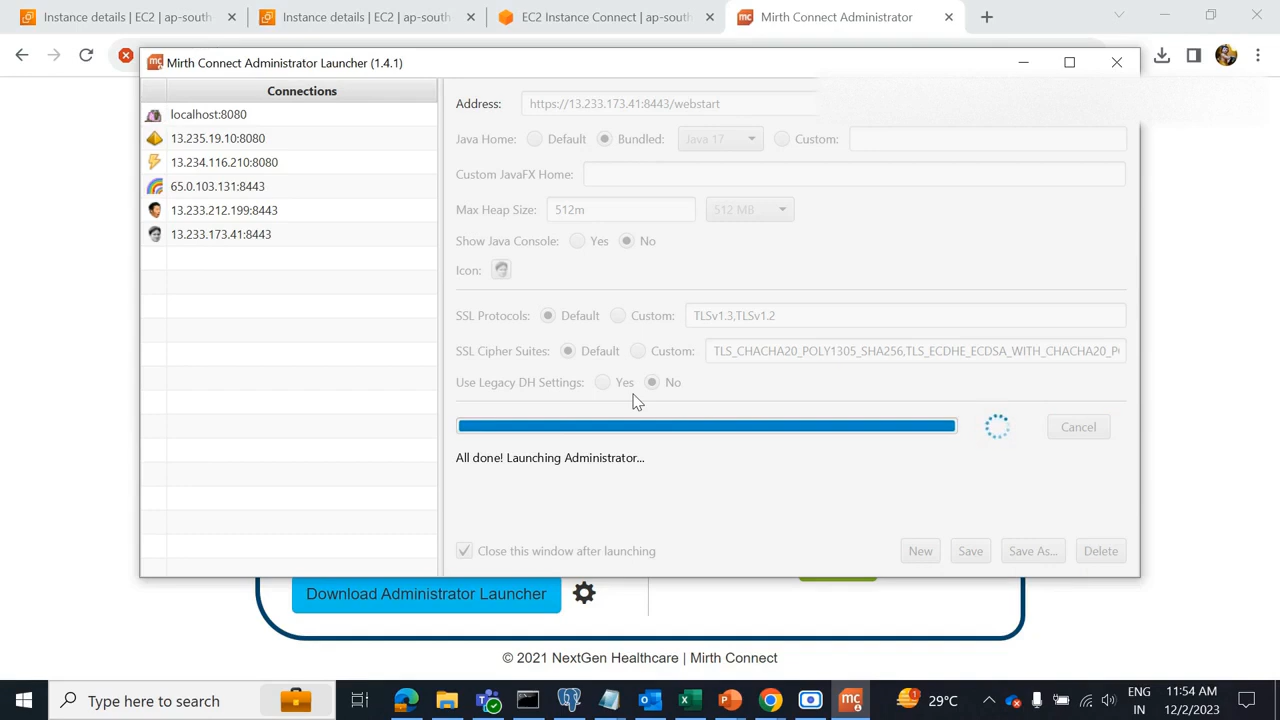 Instance details | EC2 | ap-south
Instance details | EC2 | ap-south
EC2 Instance Connect | ap-south
mc Mirth Connect Administrator
mc Mirth Connect Administrator Launcher (1.4.1)
Connections
localhost:8080
13.235.19.10:8080
13.234.116.210:8080
65.0.103.131:8443
13.233.212.199:8443
13.233.173.41:8443
Address: https://13.233.173.41:8443/webstart
Java Home: Default Bundled: Java 17 Custom:
Custom JavaFX Home:
Max Heap Size: 512m 512 MB
Show Java Console: Yes No
Icon:
SSL Protocols: Default Custom: TLSv1.3,TLSv1.2
SSL Cipher Suites: Default Custom: TLS_CHACHA20_POLY1305_SHA256,TLS_ECDHE_ECDSA_WITH_CHACHA20_P
Use Legacy DH Settings: Yes No
Cancel
All done! Launching Administrator...
Close this window after launching New Save Save As... Delete
Download Administrator Launcher
© 2021 NextGen Healthcare | Mirth Connect
Type here to search
mc
29°C
ENG
IN
11:54 AM
12/2/2023